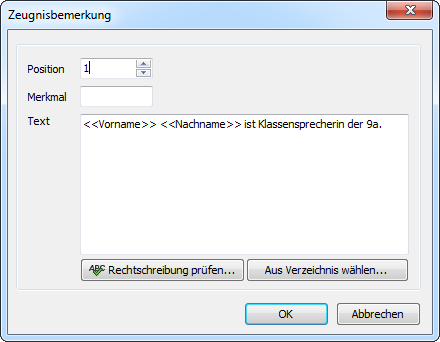 Zeugnisbemerkung
Position 1
Merkmal
Text
<<Vorname>> <<Nachname>> ist Klassensprecherin der 9a.
ABC Rechtschreibung prüfen... Aus Verzeichnis wählen...
OK Abbrechen